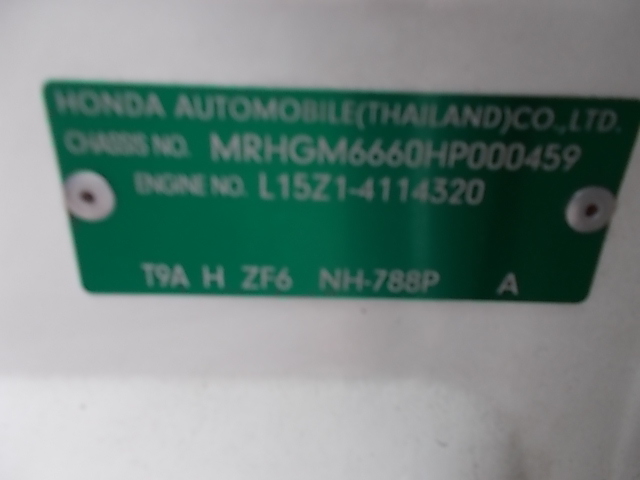 HONDA AUTOMOBILE(THAILAND)CO.,LTD.
CHASSIS NO. MRHGM6660HP000459
ENGINE NO. L15Z1-4114320
T9A H ZF6 NH-788P A